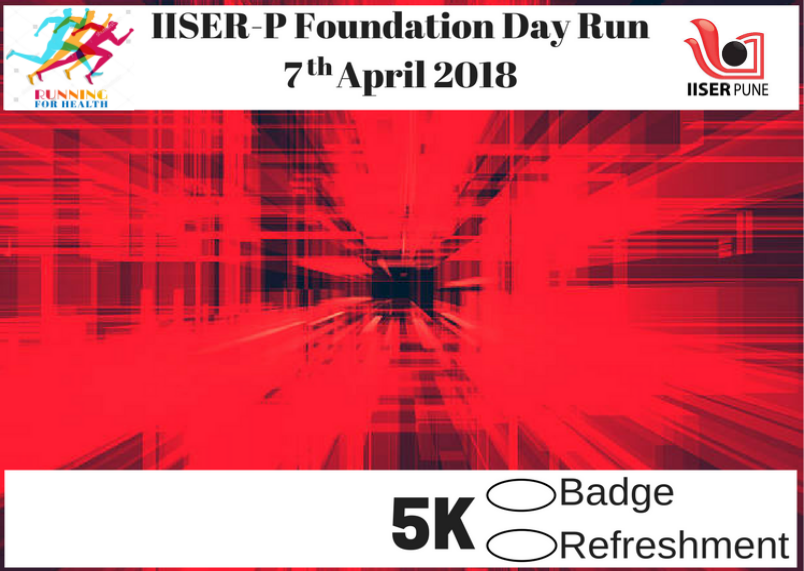 IISER-P Foundation Day Run
7th April 2018
RUNNING
FOR HEALTH
IISER PUNE
5K
Badge
Refreshment